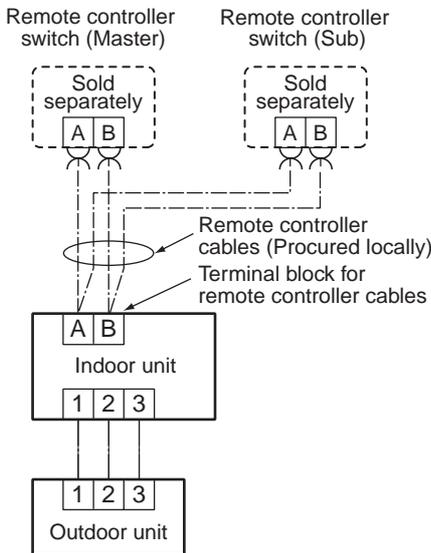 Remote controller
switch (Master)
Remote controller
switch (Sub)
Sold
separately
A B
Sold
separately
A B
Remote controller
cables (Procured locally)
Terminal block for
remote controller cables
A B
Indoor unit
1 2 3
1 2 3
Outdoor unit